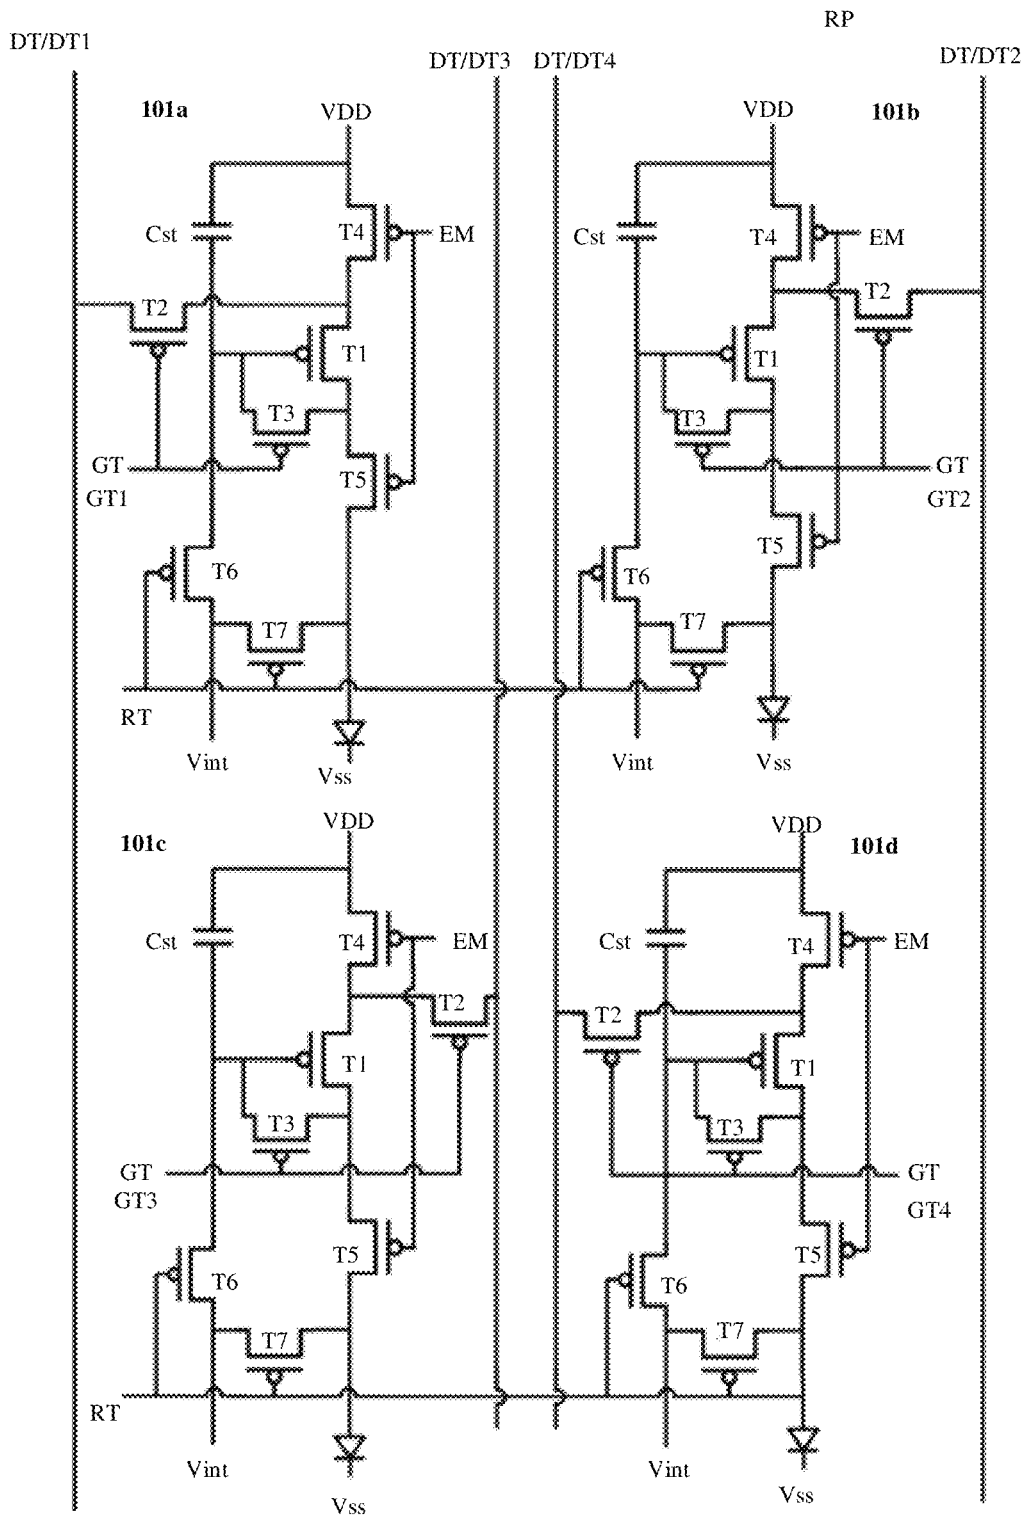 RP
DT/DT1
DT/DT3
DT/DT4
DT/DT2
101a
VDD
VDD
101b
Cst
T4
EM
Cst
T4
EM
T2
T2
T1
T1
T3
T3
GT
T5
GT
GT1
GT2
T5
T6
T6
T7
T7
RT
Vint
Vss
Vint
Vss
101c
VDD
VDD
101d
Cst
T4
EM
Cst
T4
EM
T2
T2
T1
T1
T3
T3
GT
GT
GT3
GT4
T5
T5
T6
T6
T7
T7
RT
Vint
Vss
Vint
Vss